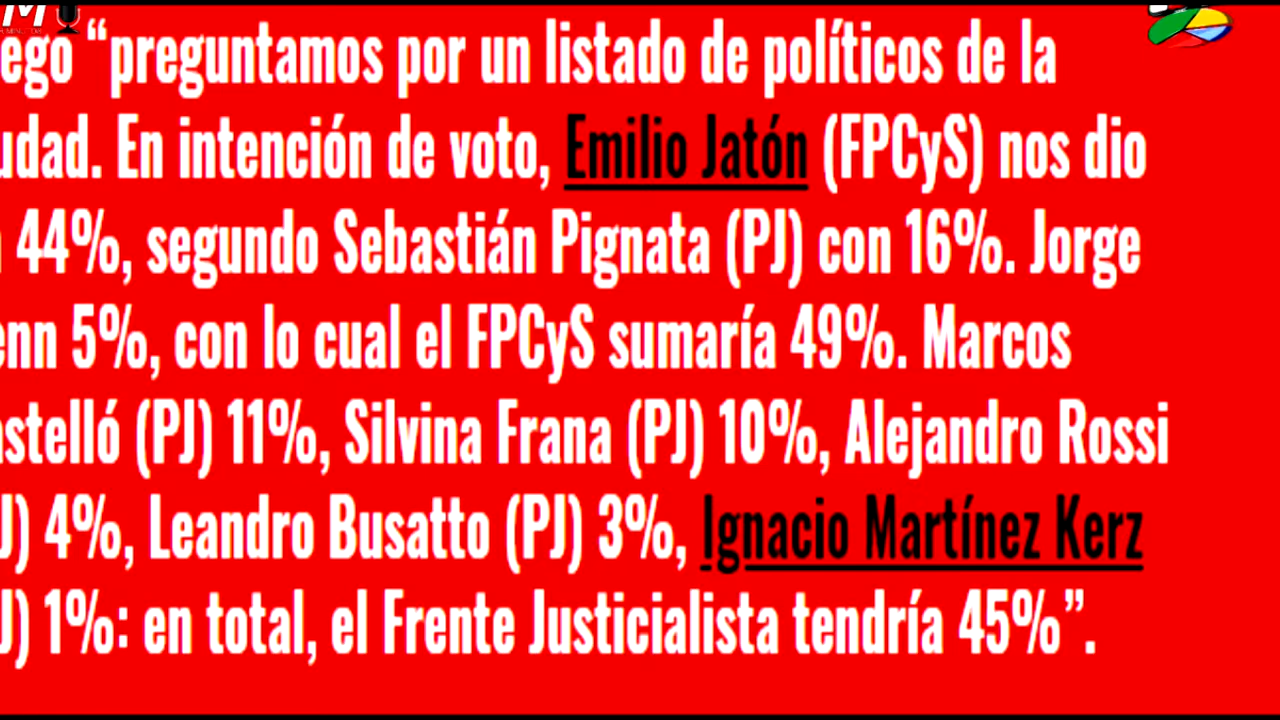 M
ego “preguntamos por un listado de políticos de la
udad. En intención de voto, Emilio Jatón (FPCyS) nos dio
44%, segundo Sebastián Pignata (PJ) con 16%. Jorge
enn 5%, con lo cual el FPCyS sumaría 49%. Marcos
astelló (PJ) 11%, Silvina Frana (PJ) 10%, Alejandro Rossi
J) 4%, Leandro Busatto (PJ) 3%, Ignacio Martínez Kerz
J) 1%: en total, el Frente Justicialista tendría 45%”.